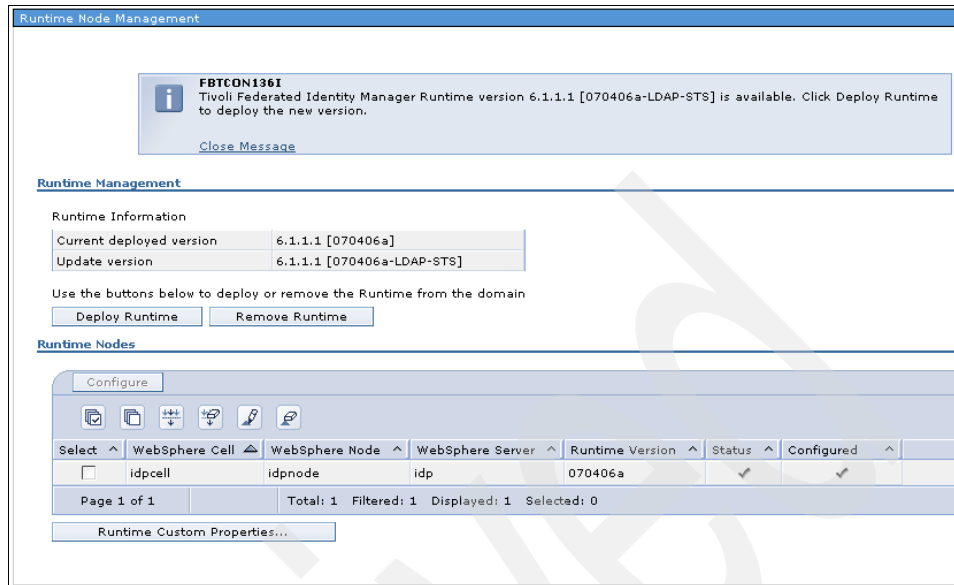 Runtime Node Management
FBTCON136I
Tivoli Federated Identity Manager Runtime version 6.1.1.1 [070406a-LDAP-STS] is available. Click Deploy Runtime
to deploy the new version.
Close Message
Runtime Management
Runtime Information
Current deployed version 6.1.1.1 [070406a]
Update version 6.1.1.1 [070406a-LDAP-STS]
Use the buttons below to deploy or remove the Runtime from the domain
Deploy Runtime Remove Runtime
Runtime Nodes
Configure
Select WebSphere Cell WebSphere Node WebSphere Server Runtime Version Status Configured
idpcell idpnode idp 070406a
Page 1 of 1 Total: 1 Filtered: 1 Displayed: 1 Selected: 0
Runtime Custom Properties...